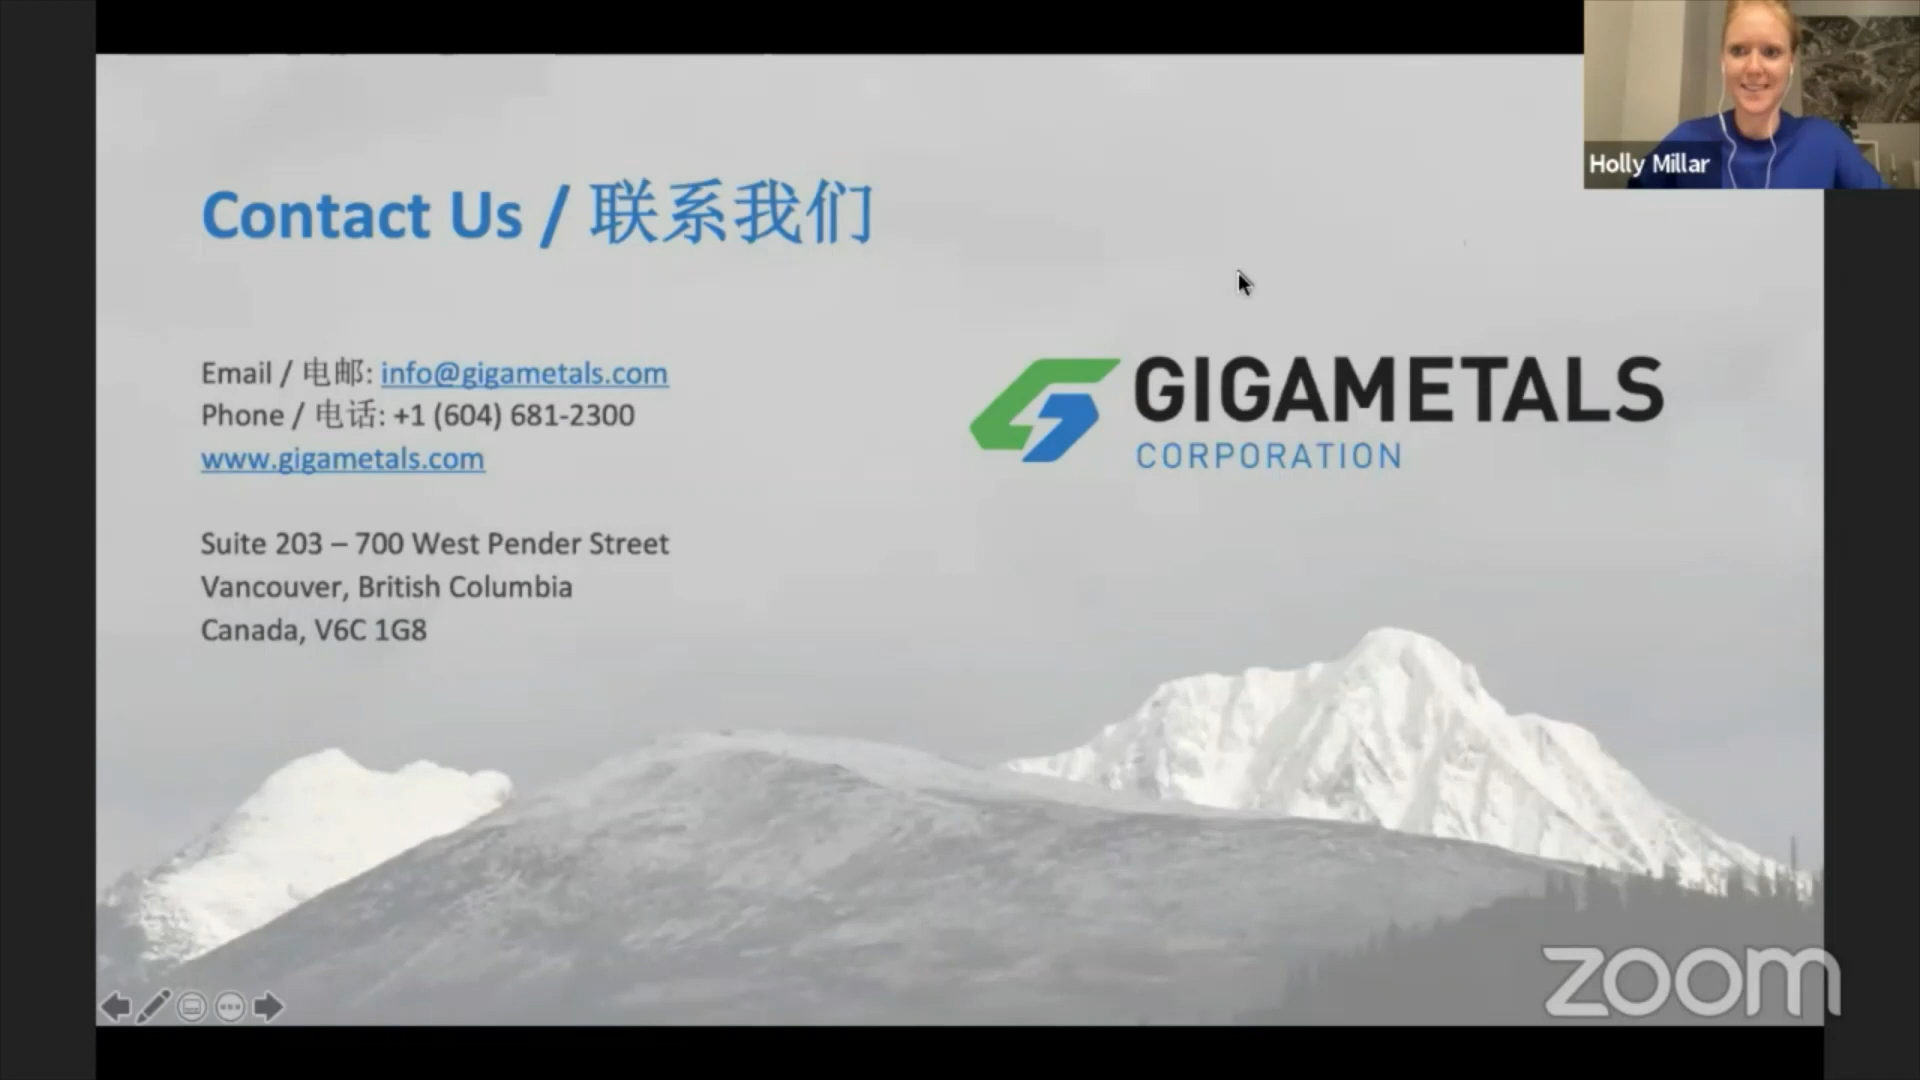 Holly Millar
Contact Us / 联系我们
Email / 电邮: info@gigametals.com
Phone / 电话: +1 (604) 681-2300
www.gigametals.com
Suite 203 – 700 West Pender Street
Vancouver, British Columbia
Canada, V6C 1G8
GIGAMETALS
CORPORATION
zoom